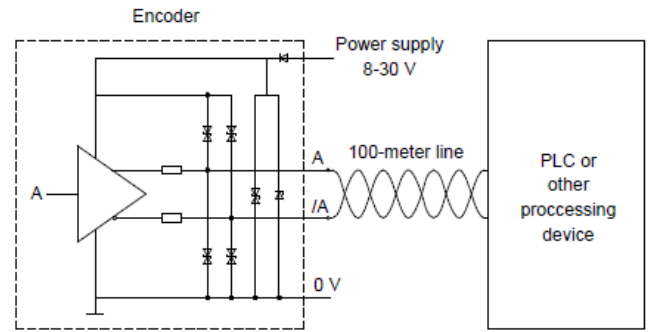 Encoder
Power supply
8-30 V
A
A
100-meter line
/A
0 V
PLC or
other
proccessing
device